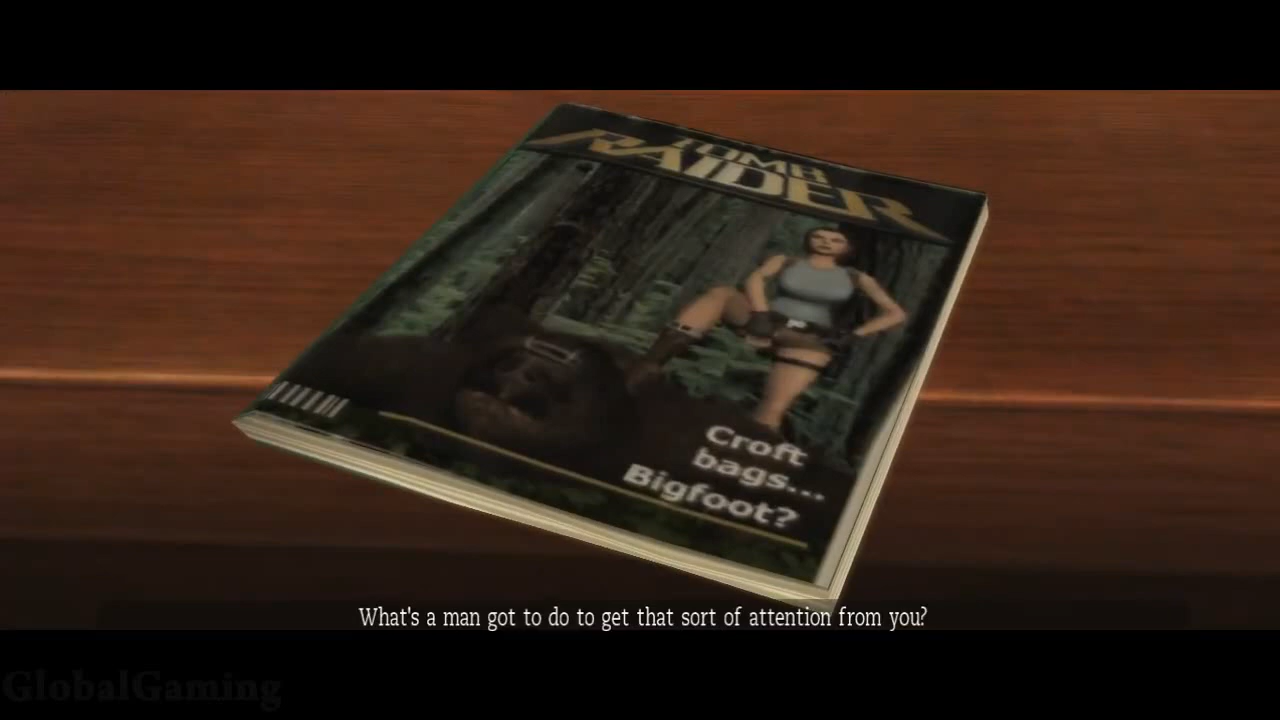 TOMB
RAIDER
Croft
bags...
Bigfoot?
What's a man got to do to get that sort of attention from you?
GlobalGaming